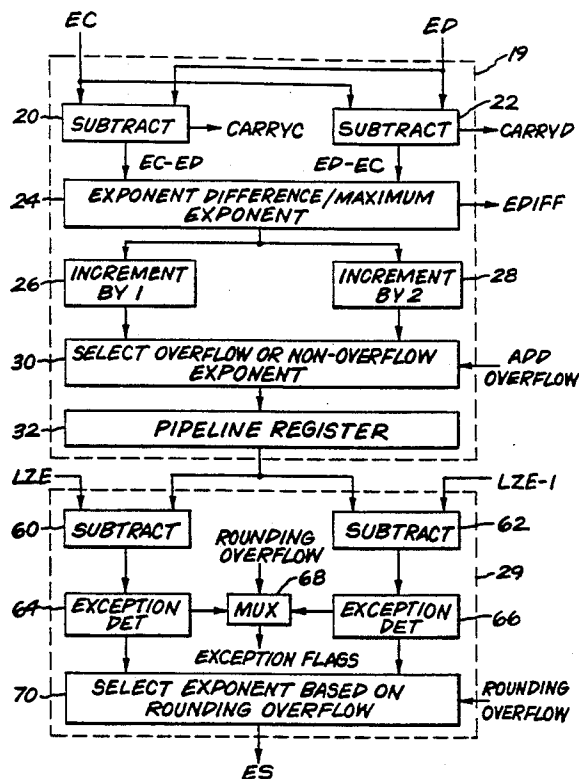 EC
ED
19
20
SUBTRACT
CARRYC
22
SUBTRACT
CARRYD
EC-ED
ED-EC
24
EXPONENT DIFFERENCE/MAXIMUM
EXPONENT
EDIFF
26
INCREMENT
BY 1
INCREMENT
BY 2
28
30
SELECT OVERFLOW OR NON-OVERFLOW
EXPONENT
ADD
OVERFLOW
32
PIPELINE REGISTER
LZE
LZE-1
60
SUBTRACT
ROUNDING
OVERFLOW
SUBTRACT
62
29
64
EXCEPTION
DET
68
MUX
EXCEPTION
DET
66
EXCEPTION FLAGS
70
SELECT EXPONENT BASED ON
ROUNDING OVERFLOW
ROUNDING
OVERFLOW
ES